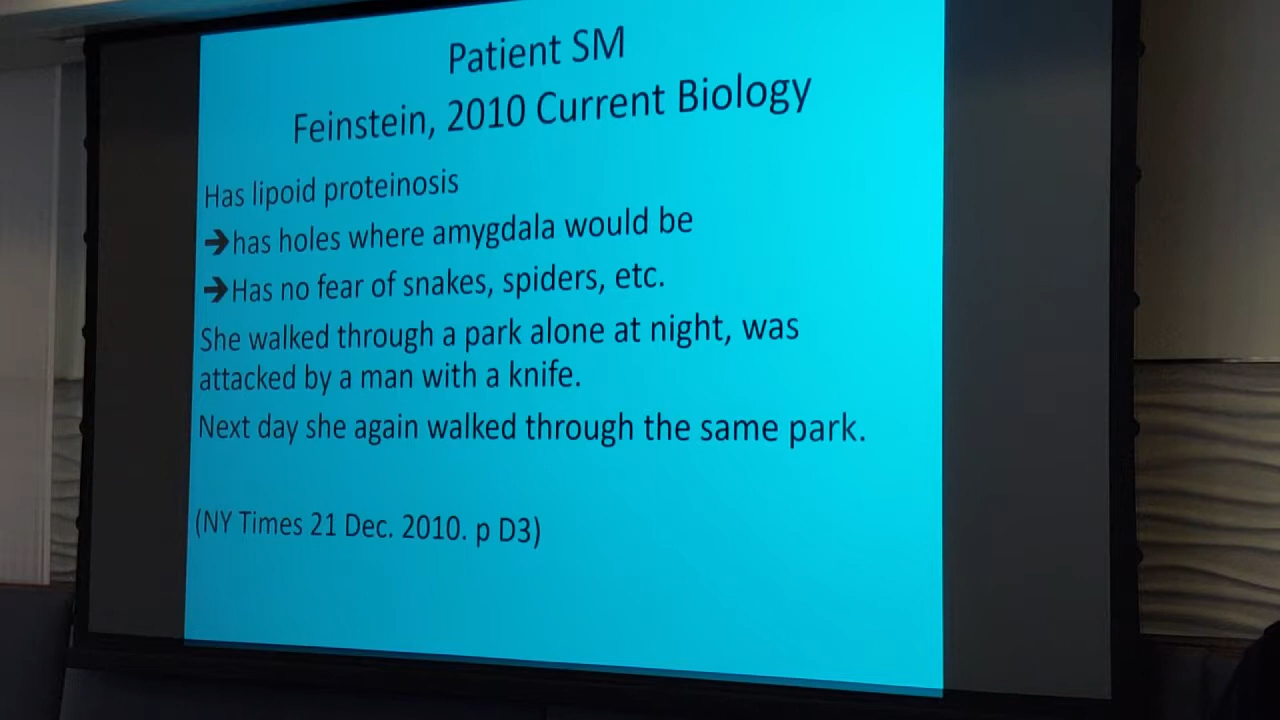 Patient SM
Feinstein, 2010 Current Biology
Has lipoid proteinosis
➔has holes where amygdala would be
➔Has no fear of snakes, spiders, etc.
She walked through a park alone at night, was
attacked by a man with a knife.
Next day she again walked through the same park.
(NY Times 21 Dec. 2010. p D3)